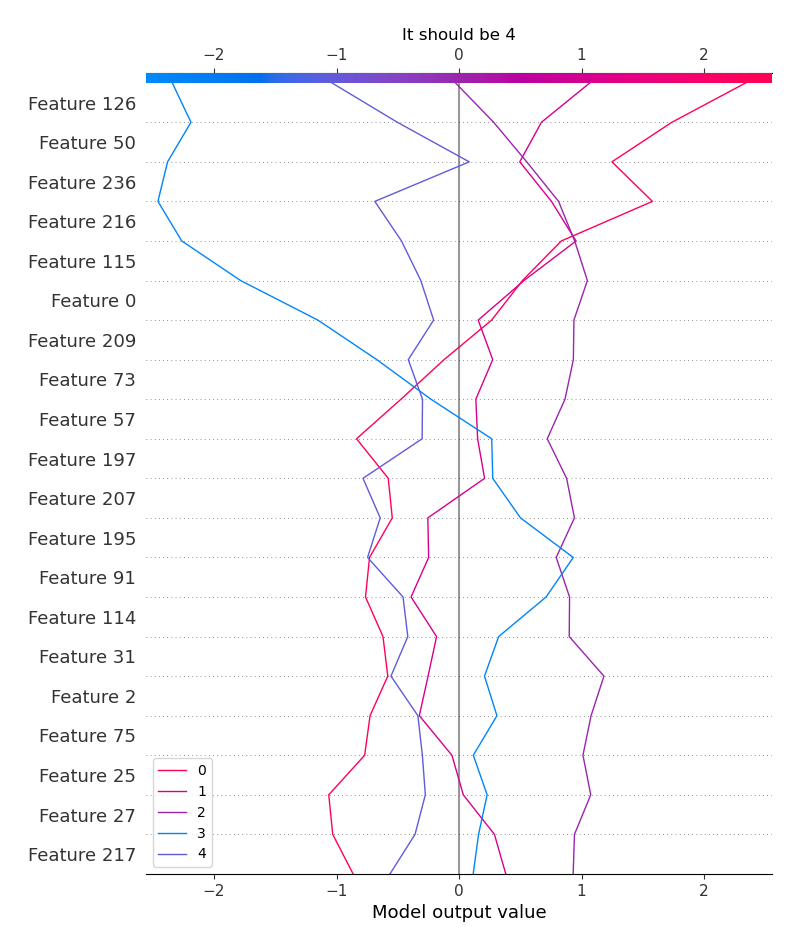 It should be 4
−2 −1 0 1 2
Feature 126
Feature 50
Feature 236
Feature 216
Feature 115
Feature 0
Feature 209
Feature 73
Feature 57
Feature 197
Feature 207
Feature 195
Feature 91
Feature 114
Feature 31
Feature 2
Feature 75
Feature 25
Feature 27
Feature 217
0
1
2
3
4
−2 −1 0 1 2
Model output value